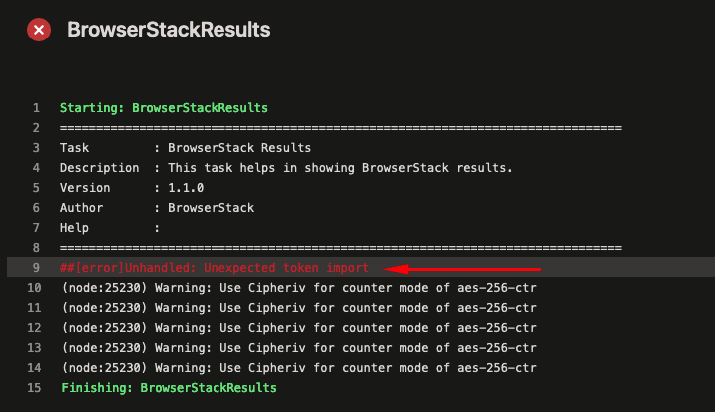 BrowserStackResults
1 Starting: BrowserStackResults
2 ==============================================================================
3 Task         : BrowserStack Results
4 Description  : This task helps in showing BrowserStack results.
5 Version      : 1.1.0
6 Author       : BrowserStack
7 Help         :
8 ==============================================================================
9 ##[error]Unhandled: Unexpected token import
10 (node:25230) Warning: Use Cipheriv for counter mode of aes-256-ctr
11 (node:25230) Warning: Use Cipheriv for counter mode of aes-256-ctr
12 (node:25230) Warning: Use Cipheriv for counter mode of aes-256-ctr
13 (node:25230) Warning: Use Cipheriv for counter mode of aes-256-ctr
14 (node:25230) Warning: Use Cipheriv for counter mode of aes-256-ctr
15 Finishing: BrowserStackResults